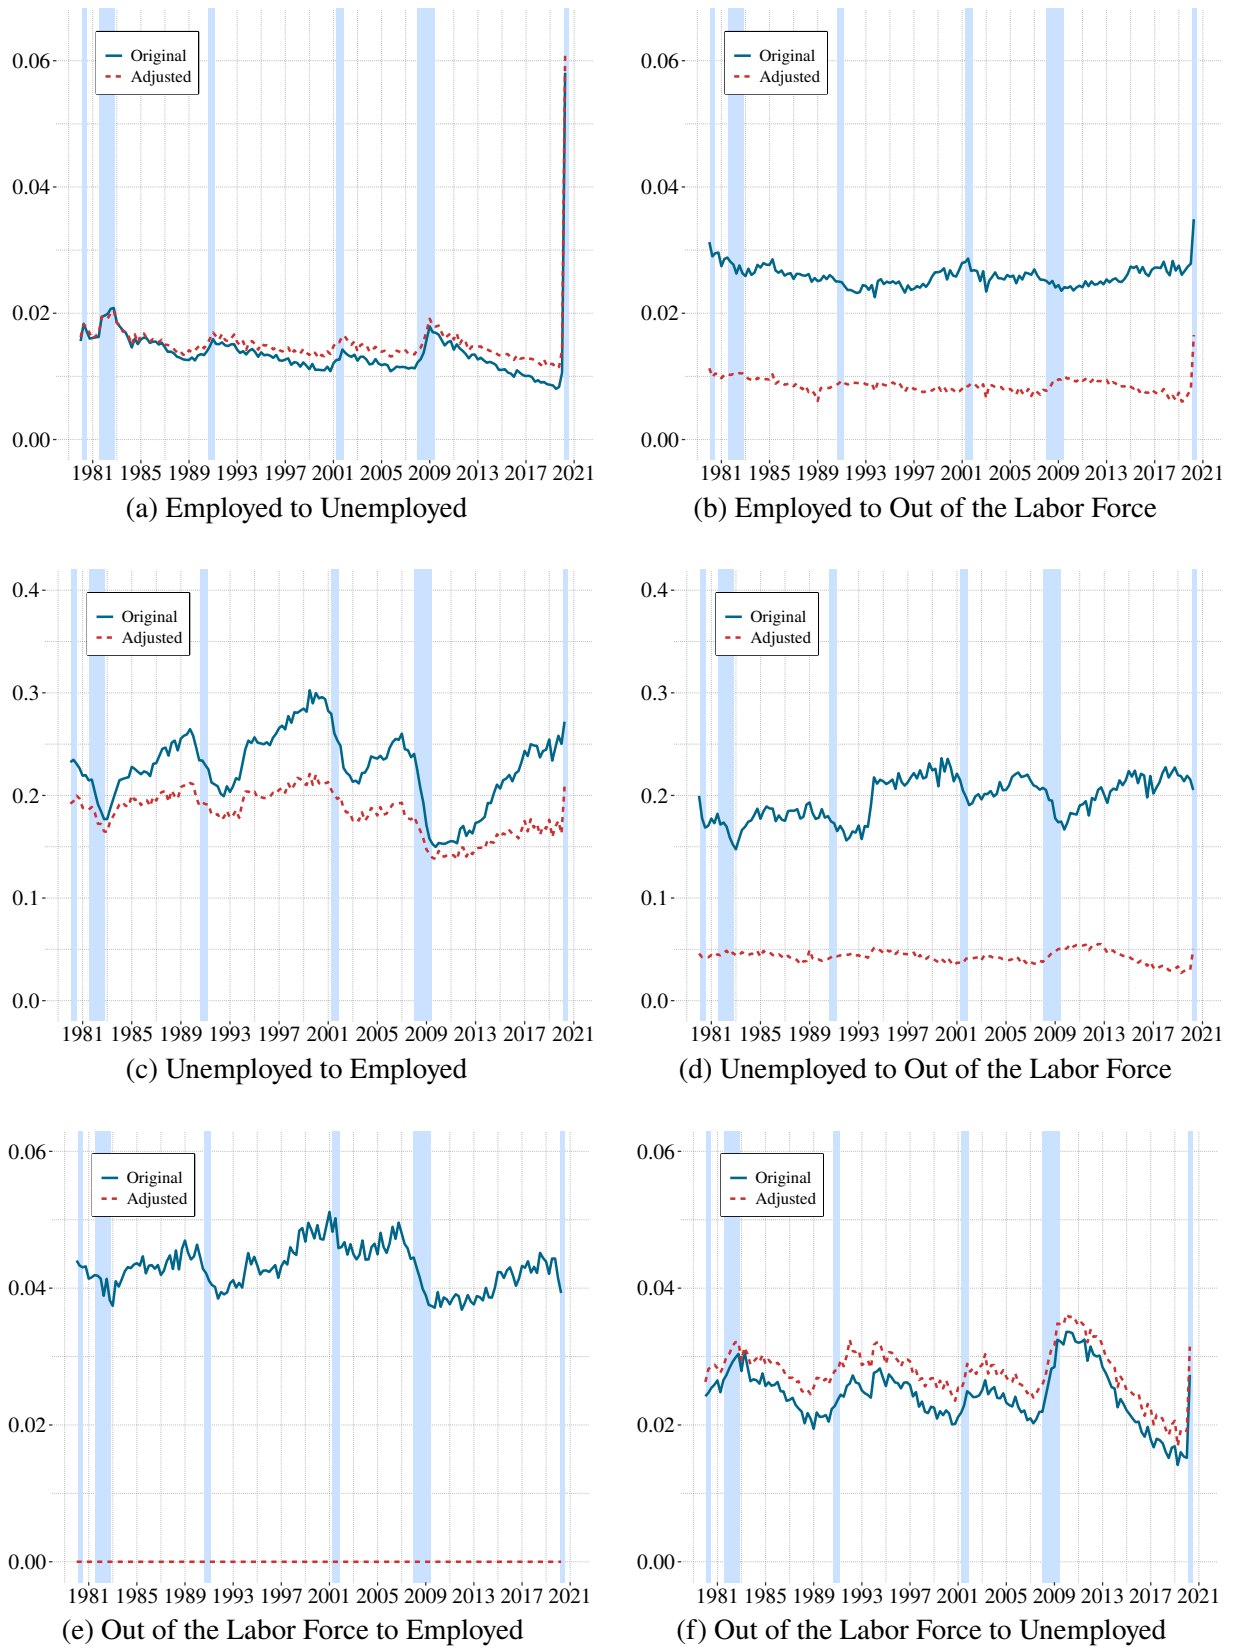 0.06
0.04
0.02
0.00
Original
Adjusted
1981 1985 1989 1993 1997 2001 2005 2009 2013 2017 2021
(a) Employed to Unemployed
0.06
0.04
0.02
0.00
Original
Adjusted
1981 1985 1989 1993 1997 2001 2005 2009 2013 2017 2021
(b) Employed to Out of the Labor Force
0.4
0.3
0.2
0.1
0.0
Original
Adjusted
1981 1985 1989 1993 1997 2001 2005 2009 2013 2017 2021
(c) Unemployed to Employed
0.4
0.3
0.2
0.1
0.0
Original
Adjusted
1981 1985 1989 1993 1997 2001 2005 2009 2013 2017 2021
(d) Unemployed to Out of the Labor Force
0.06
0.04
0.02
0.00
Original
Adjusted
1981 1985 1989 1993 1997 2001 2005 2009 2013 2017 2021
(e) Out of the Labor Force to Employed
0.06
0.04
0.02
0.00
Original
Adjusted
1981 1985 1989 1993 1997 2001 2005 2009 2013 2017 2021
(f) Out of the Labor Force to Unemployed